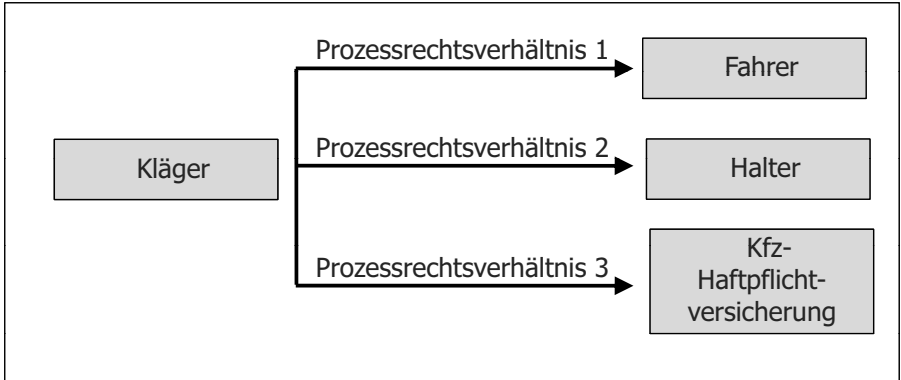 Prozessrechtsverhältnis 1
Fahrer
Kläger
Prozessrechtsverhältnis 2
Halter
Prozessrechtsverhältnis 3
Kfz-
Haftpflicht-
versicherung